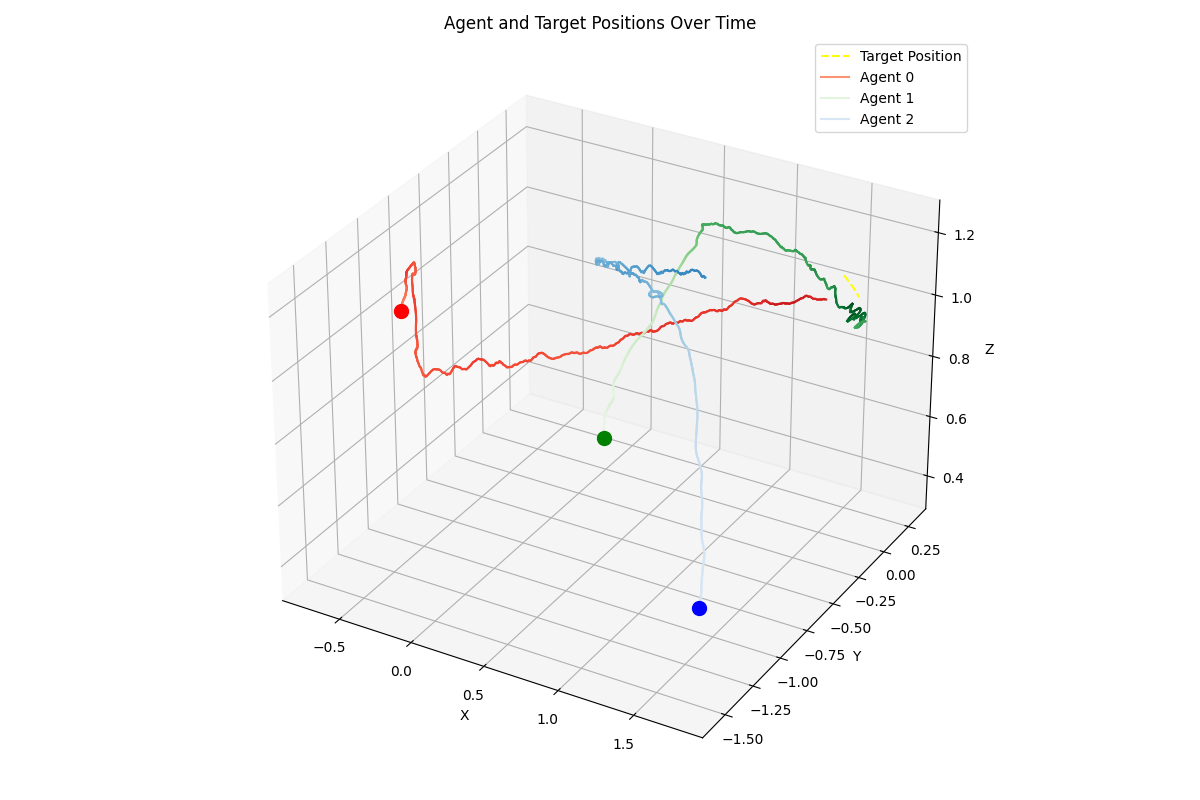 Agent and Target Positions Over Time
Target Position
Agent 0
Agent 1
Agent 2
1.2
1.0
0.8
0.6
0.4
Z
0.25
0.00
−0.25
−0.50
−0.75
−1.00
−1.25
−1.50
Y
−0.5
0.0
0.5
1.0
1.5
X